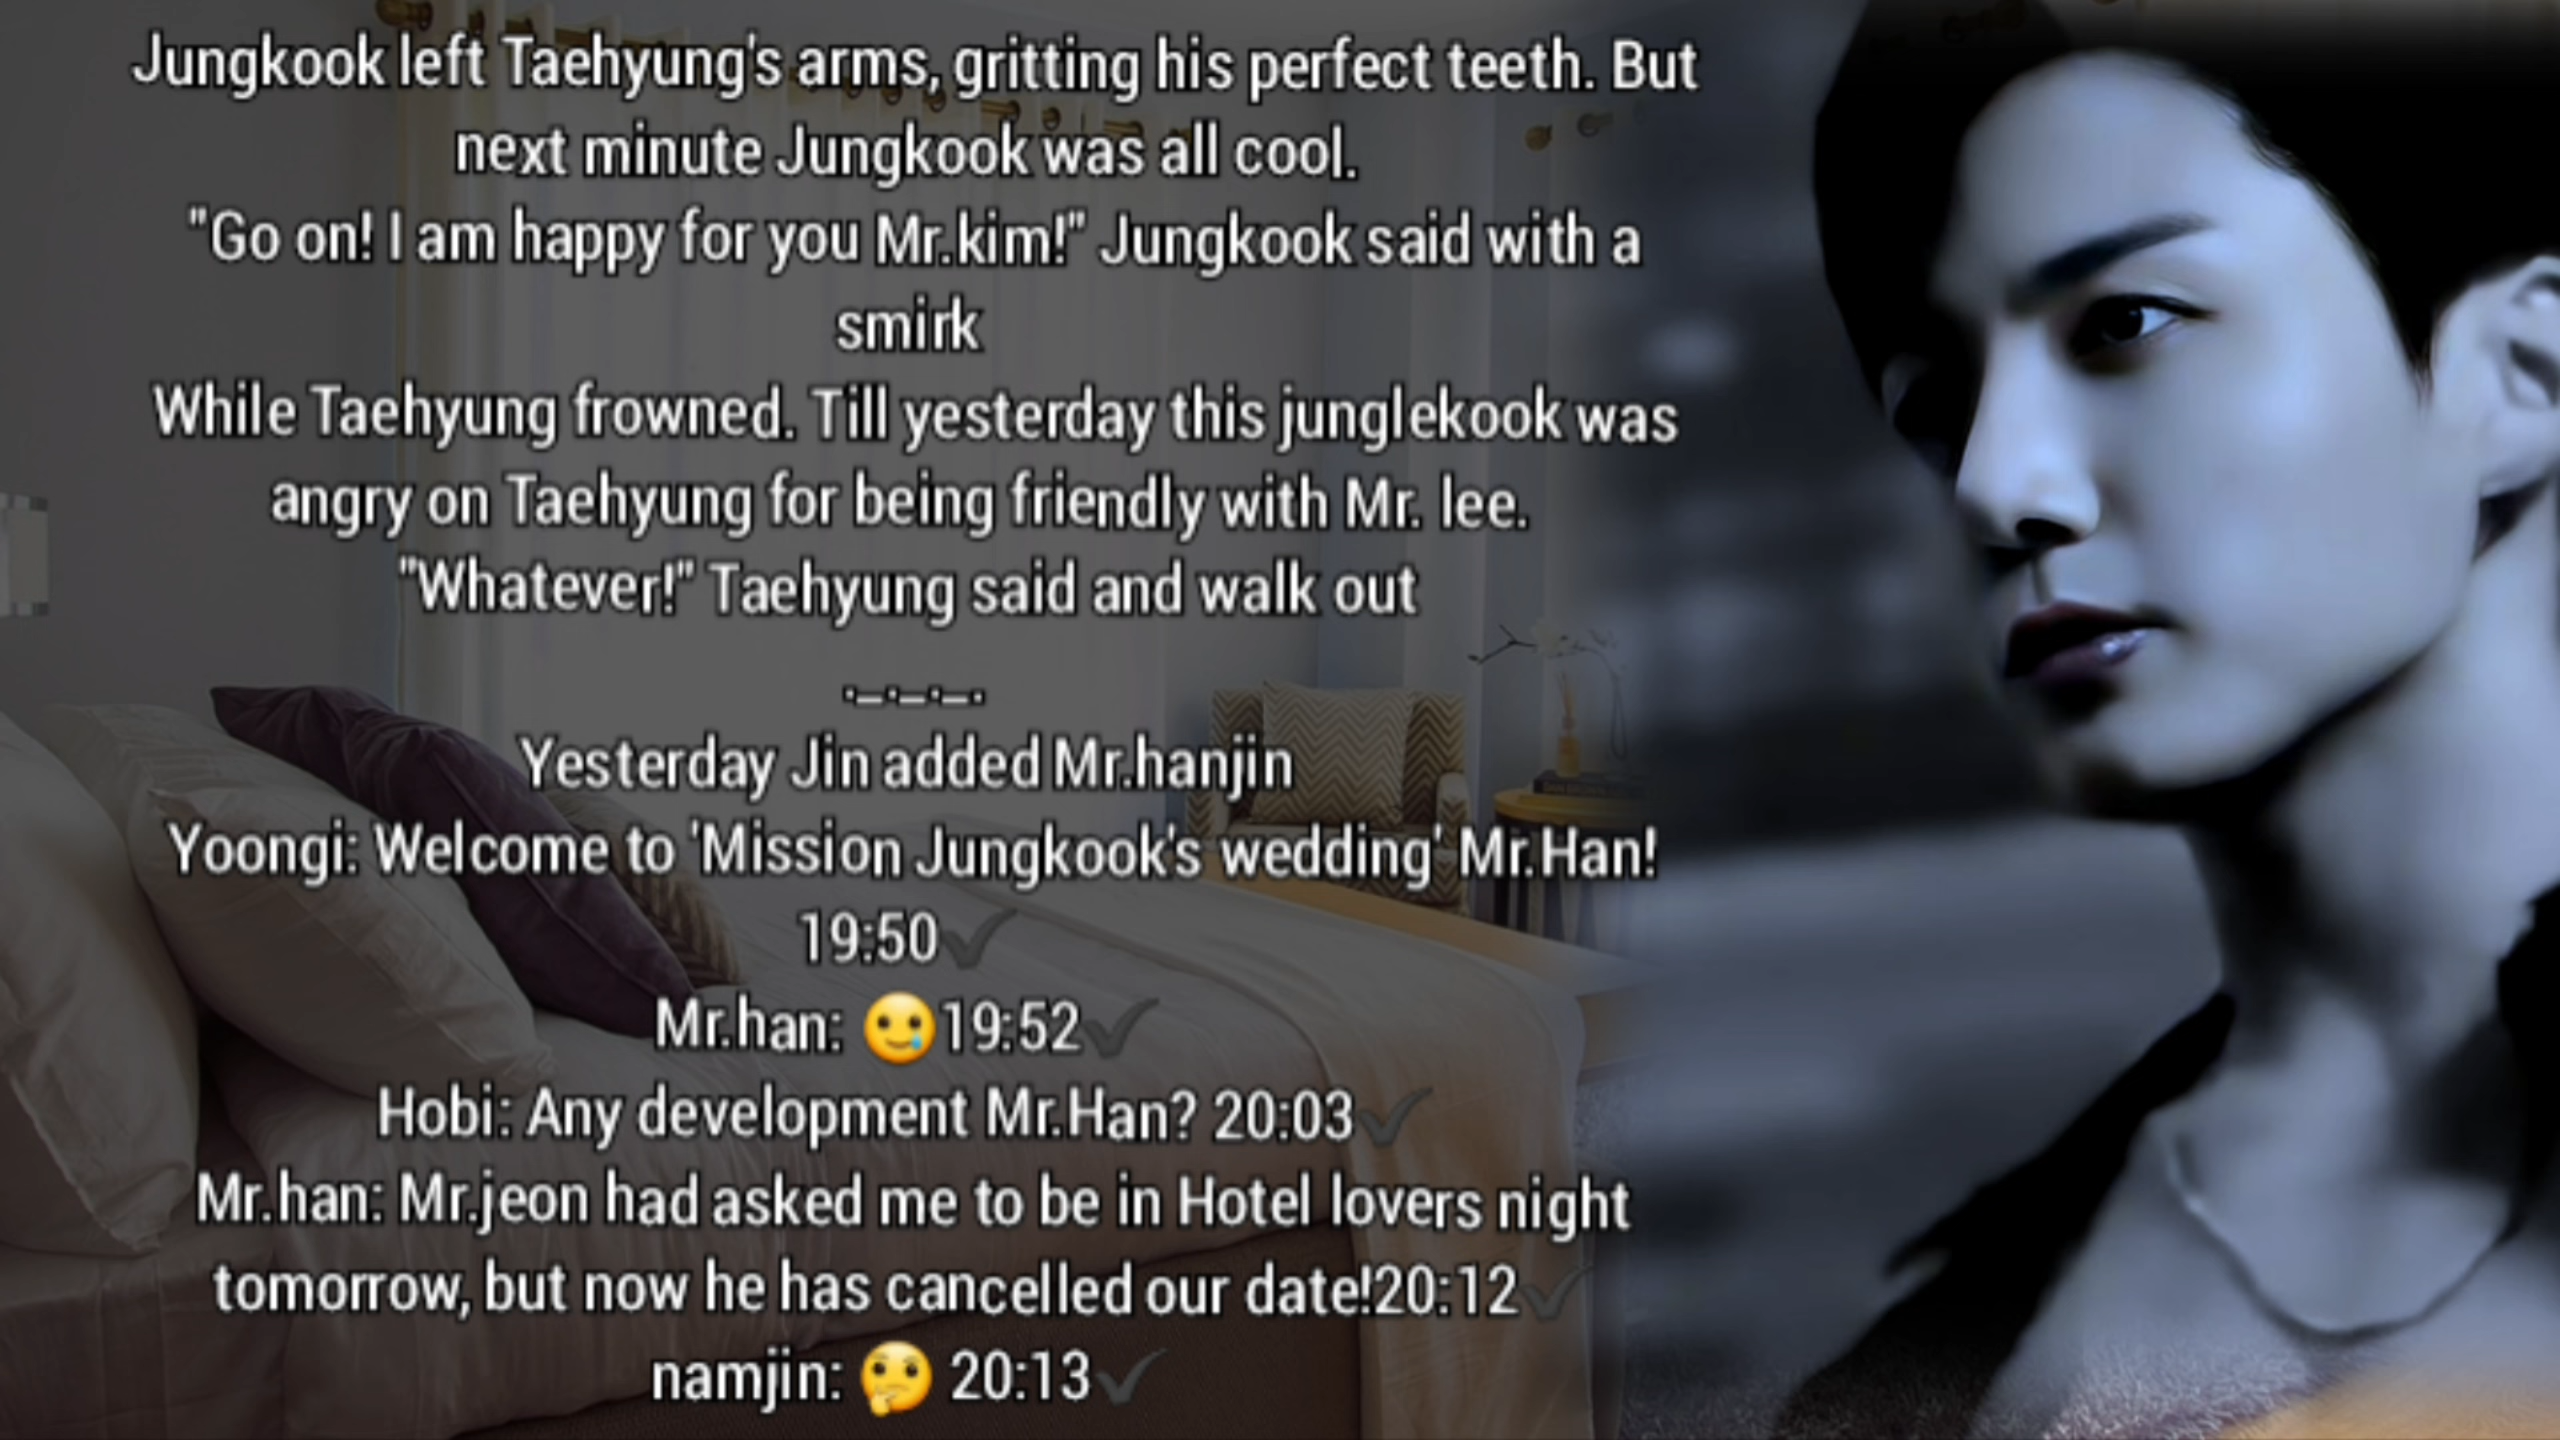 Jungkook left Taehyung's arms, gritting his perfect teeth. But
next minute Jungkook was all cool.
"Go on! I am happy for you Mr.kim!" Jungkook said with a
smirk
While Taehyung frowned. Till yesterday this junglekook was
angry on Taehyung for being friendly with Mr. lee.
"Whatever!" Taehyung said and walk out
._._._.
Yesterday Jin added Mr.hanjin
Yoongi: Welcome to 'Mission Jungkook's wedding' Mr.Han!
19:50✔
Mr.han: 🥲19:52✔
Hobi: Any development Mr.Han? 20:03✔
Mr.han: Mr.jeon had asked me to be in Hotel lovers night
tomorrow, but now he has cancelled our date!20:12✔
namjin: 🤔 20:13✔